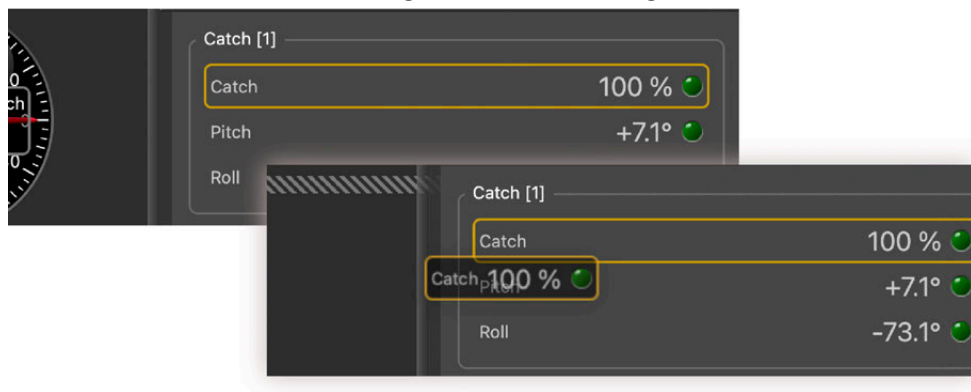 Catch [1]
Catch 100 %
Pitch +7.1°
Roll
Catch [1]
Catch 100 %
Catch 100 %
Pitch +7.1°
Roll -73.1°